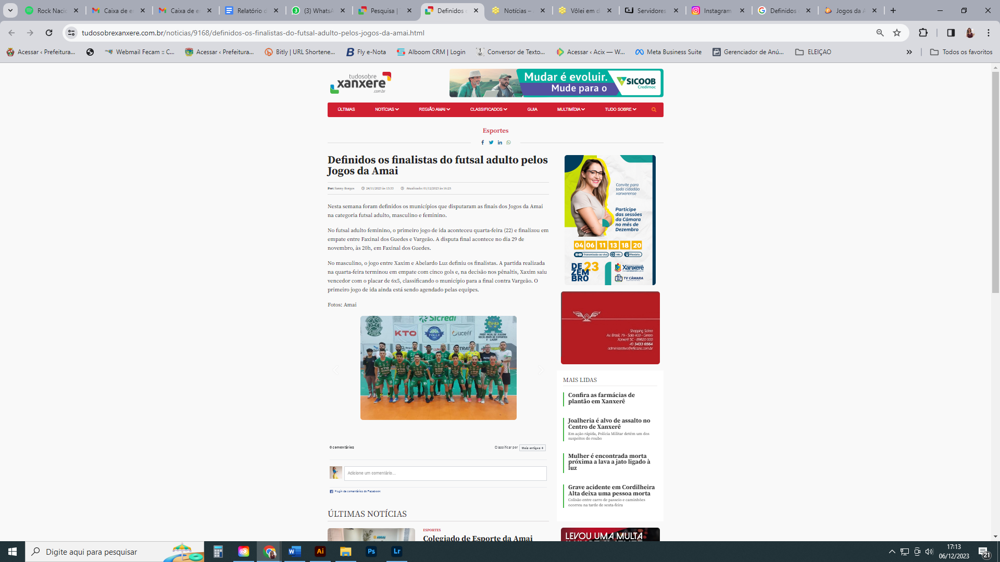 Rock Naci
Caixa de e
Caixa de e
Relatório d
(3) WhatsA
Pesquisa |
Definidos o
Notícias –
Vôlei em d
Servidores
Instagram
Definidos
Jogos da A
tudosobrexanxere.com.br/noticias/9168/definidos-os-finalistas-do-futsal-adulto-pelos-jogos-da-amai.html
Acessar ‹ Prefeitura...
Webmail Fecam :: C...
Acessar ‹ Prefeitura...
Bitly | URL Shortene...
Fly e-Nota
Alboom CRM | Login
Conversor de Texto...
Acessar ‹ Acix — W...
Meta Business Suite
Gerenciador de Anú...
ELEIÇAO
Todos os favoritos
tudosobre
xanxere
.com.br
Mudar é evoluir.
Mude para o
SICOOB
Credimoc
ÚLTIMAS
NOTÍCIAS
REGIÃO AMAI
CLASSIFICADOS
GUIA
MULTIMÍDIA
TUDO SOBRE
Esportes
Definidos os finalistas do futsal adulto pelos
Jogos da Amai
Por: Sanny Borges
24/11/2023 às 13:33
Atualizado: 01/12/2023 às 16:25
Nesta semana foram definidos os municípios que disputaram as finais dos Jogos da Amai
na categoria futsal adulto, masculino e feminino.
No futsal adulto feminino, o primeiro jogo de ida aconteceu quarta-feira (22) e finalizou em
empate entre Faxinal dos Guedes e Vargeão. A disputa final acontece no dia 29 de
novembro, às 20h, em Faxinal dos Guedes.
No masculino, o jogo entre Xaxim e Abelardo Luz definiu os finalistas. A partida realizada
na quarta-feira terminou em empate com cinco gols e, na decisão nos pênaltis, Xaxim saiu
vencedor com o placar de 6x5, classificando o município para a final contra Vargeão. O
primeiro jogo de ida ainda está sendo agendado pelas equipes.
Fotos: Amai
Sicredi
KTO
FOLLE
uceff
PREF. MUN. DE XAXIM
SECR. MUN. DE ESPORTES
E LAZER
0 comentários
Classificar por
Mais antigos
Adicione um comentário...
Plugin de comentários do Facebook
ÚLTIMAS NOTÍCIAS
AMAI
ESPORTES
Colegiado de Esporte da Amai
Convite para
todo cidadão
xanxerense
Participe
das sessões
da Câmara
no mês de
Dezembro
04 06 11 13 18 20
Transmissão ao vivo
19h
Plenário
DE
ZEM
BRO
23
Xanxerê
TV CÂMARA
Shopping Scirea
Av. Brasil, 79 - Sala 403 - Centro
Xanxerê SC - 89820 000
49 3433 6564
administrativo@eficazsc.com.br
MAIS LIDAS
Confira as farmácias de
plantão em Xanxerê
Joalheria é alvo de assalto no
Centro de Xanxerê
Em ação rápida, Polícia Militar detém um dos
suspeitos do roubo
Mulher é encontrada morta
próxima a lava a jato ligado à
luz
Grave acidente em Cordilheira
Alta deixa uma pessoa morta
Colisão entre carro de passeio e caminhões
ocorreu na tarde de sexta-feira
LEVOU UMA MULTA
Digite aqui para pesquisar
Ai
Ps
Lr
17:13
06/12/2023
21